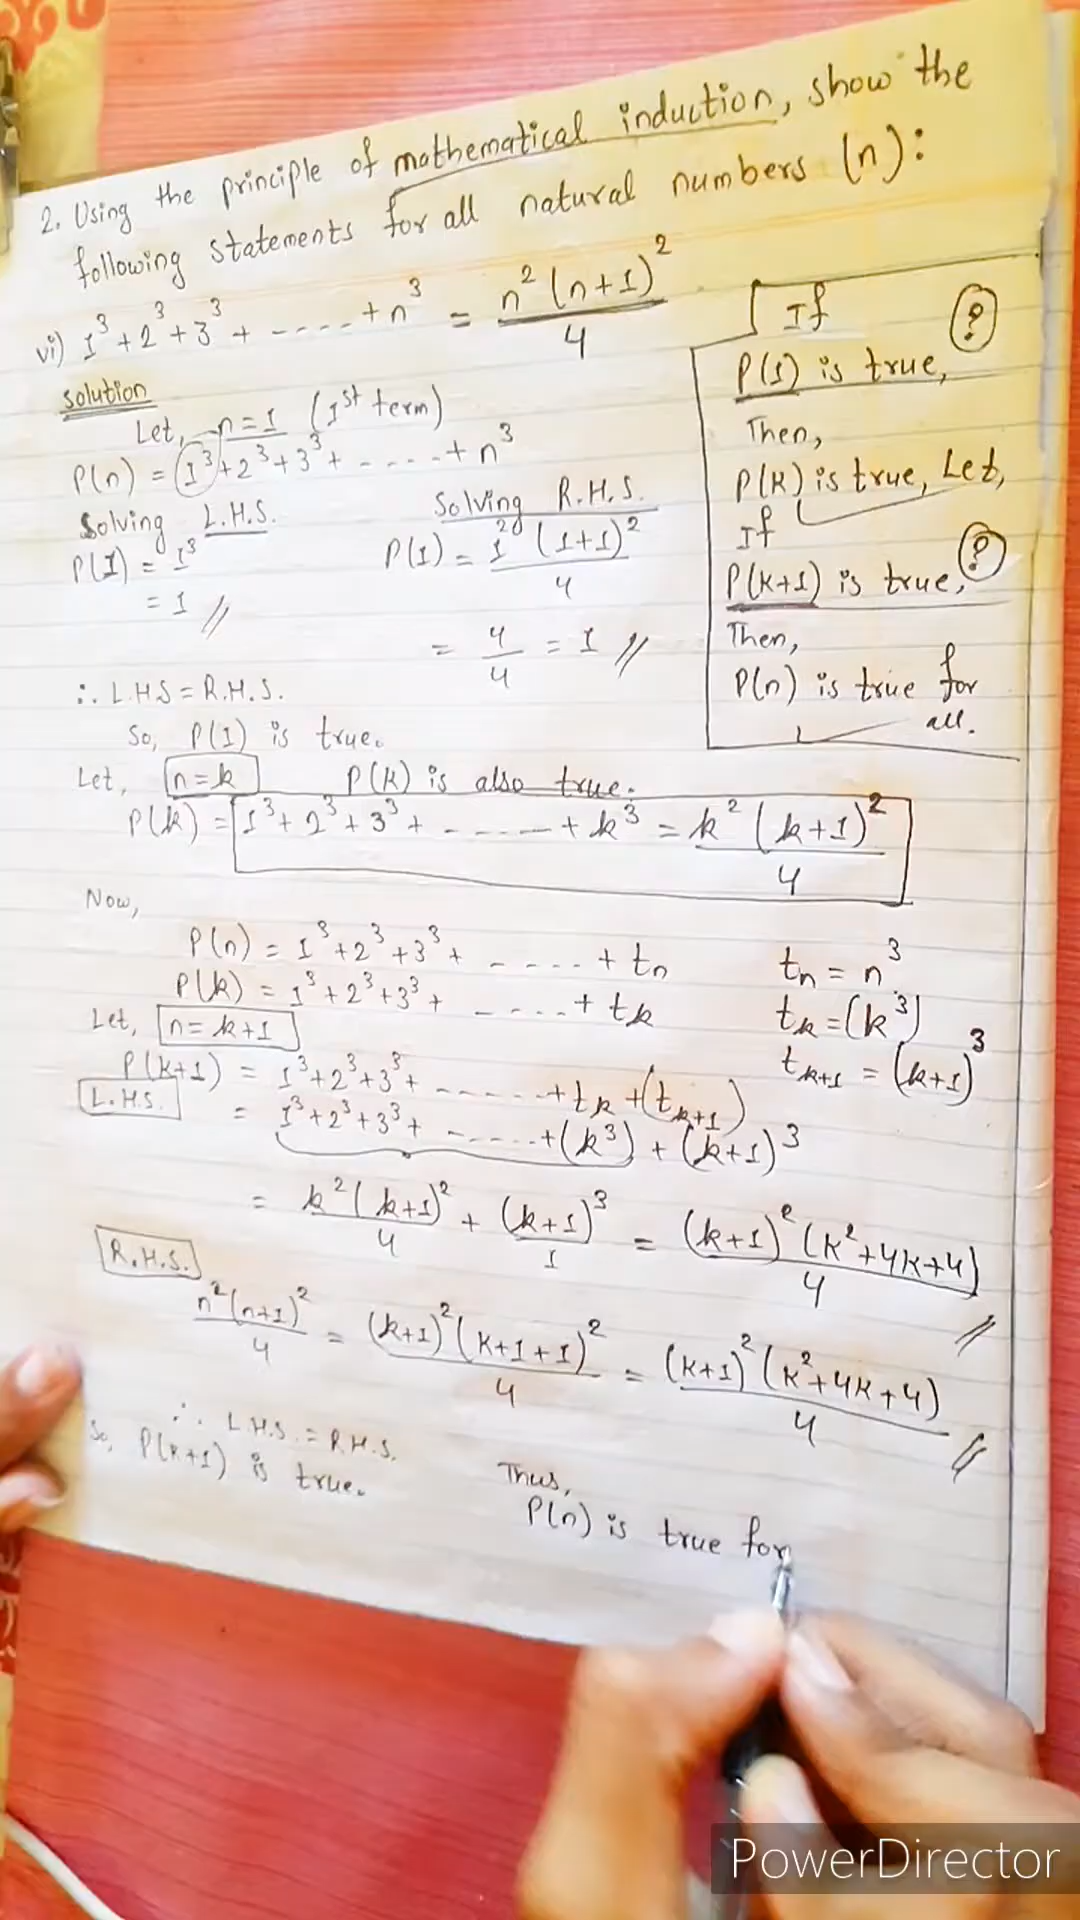 2. Using the principle of mathematical induction, show the
following statements for all natural numbers (n):
vi) 1³ + 2³ + 3³ + ----- + n³ = n²(n+1)²/4
solution
Let, n = 1 (1st term)
P(n) = 1³ + 2³ + 3³ + ----- + n³
Solving L.H.S.
P(1) = 1³
= 1 //
Solving R.H.S.
P(1) = 1²(1+1)²/4
= 4/4 = 1 //
If
P(1) is true, ?
Then,
P(k) is true, Let,
If
P(k+1) is true, ?
Then,
P(n) is true for
all.
∴ L.H.S = R.H.S.
So, P(1) is true.
Let, n = k P(k) is also true.
P(k) = 1³ + 2³ + 3³ + ----- + k³ = k²(k+1)²/4
Now,
P(n) = 1³ + 2³ + 3³ + ----- + tn
P(k) = 1³ + 2³ + 3³ + ----- + tk
tn = n³
tk = (k³)
tk+1 = (k+1)³
Let, n = k+1
P(k+1) = 1³ + 2³ + 3³ + ------ + tk + (tk+1)
L.H.S.
= 1³ + 2³ + 3³ + ------ + (k³) + (k+1)³
= k²(k+1)²/4 + (k+1)³/1 = (k+1)²(k²+4k+4)/4 //
R.H.S.
n²(n+1)²/4 = (k+1)²(k+1+1)²/4 = (k+1)²(k²+4k+4)/4 //
∴ L.H.S. = R.H.S.
So, P(k+1) is true.
Thus,
P(n) is true for
PowerDirector